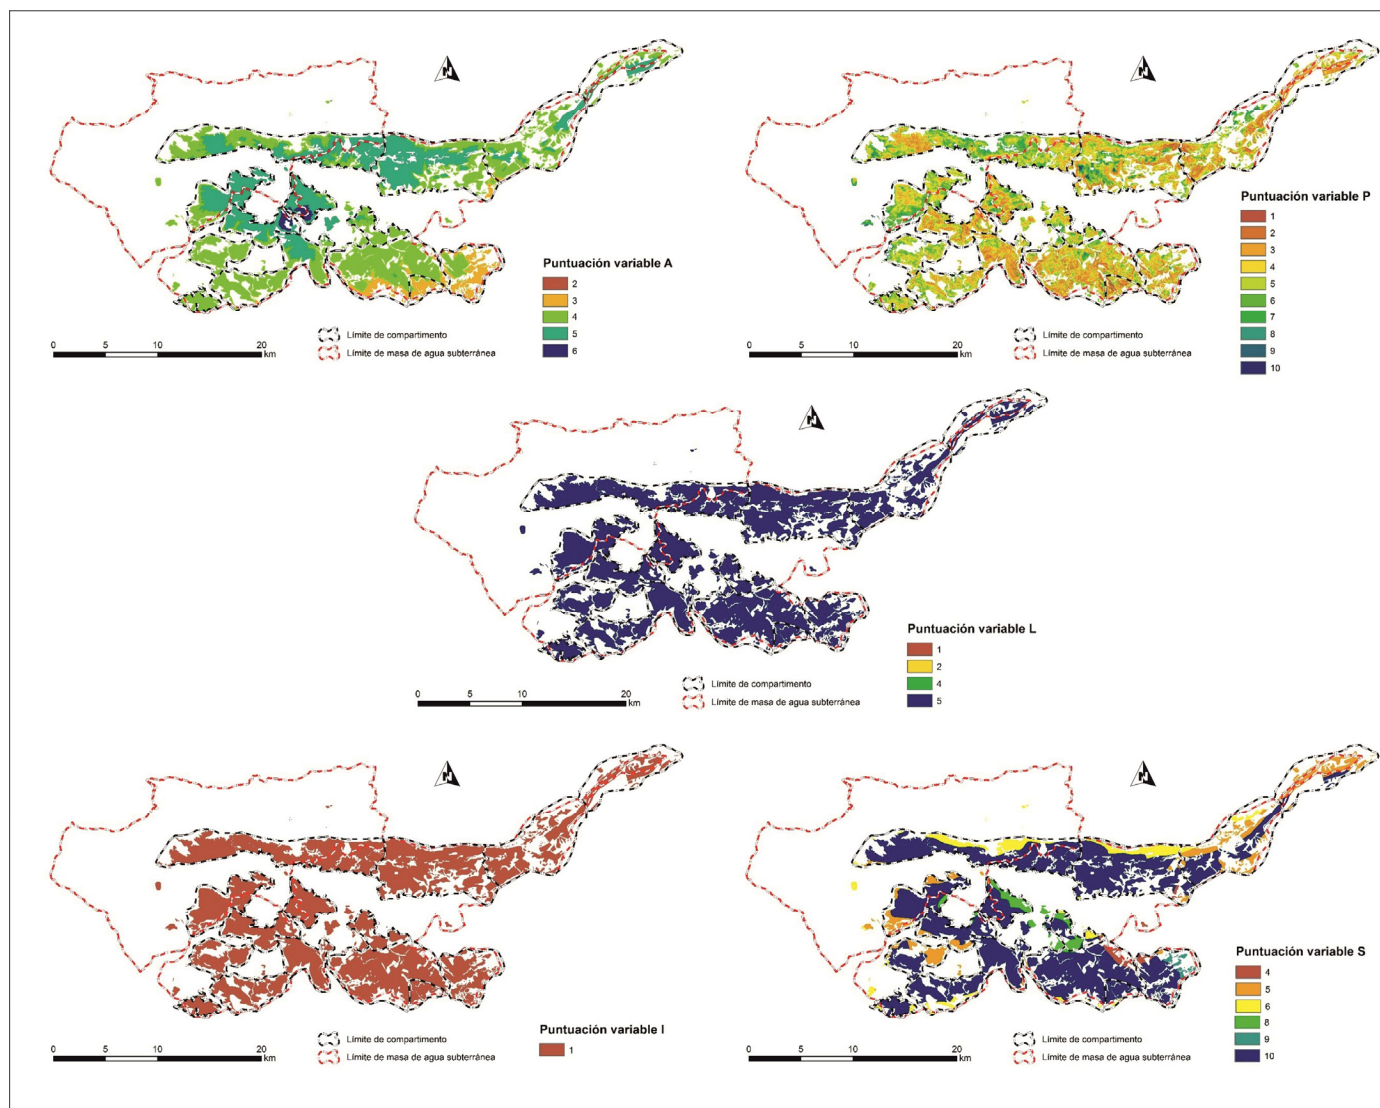 Puntuación variable A
2
3
4
5
6
Límite de compartimento
Límite de masa de agua subterránea
0 10 20
km
Puntuación variable P
1
2
3
4
5
6
7
8
9
10
Límite de compartimento
Límite de masa de agua subterránea
0 5 10 20
km
Puntuación variable L
1
2
4
5
Límite de compartimento
Límite de masa de agua subterránea
0 5 10 20
km
Puntuación variable I
1
Límite de compartimento
Límite de masa de agua subterránea
0 5 10 20
km
Puntuación variable S
4
5
6
8
9
10
Límite de compartimento
Límite de masa de agua subterránea
0 5 10 20
km